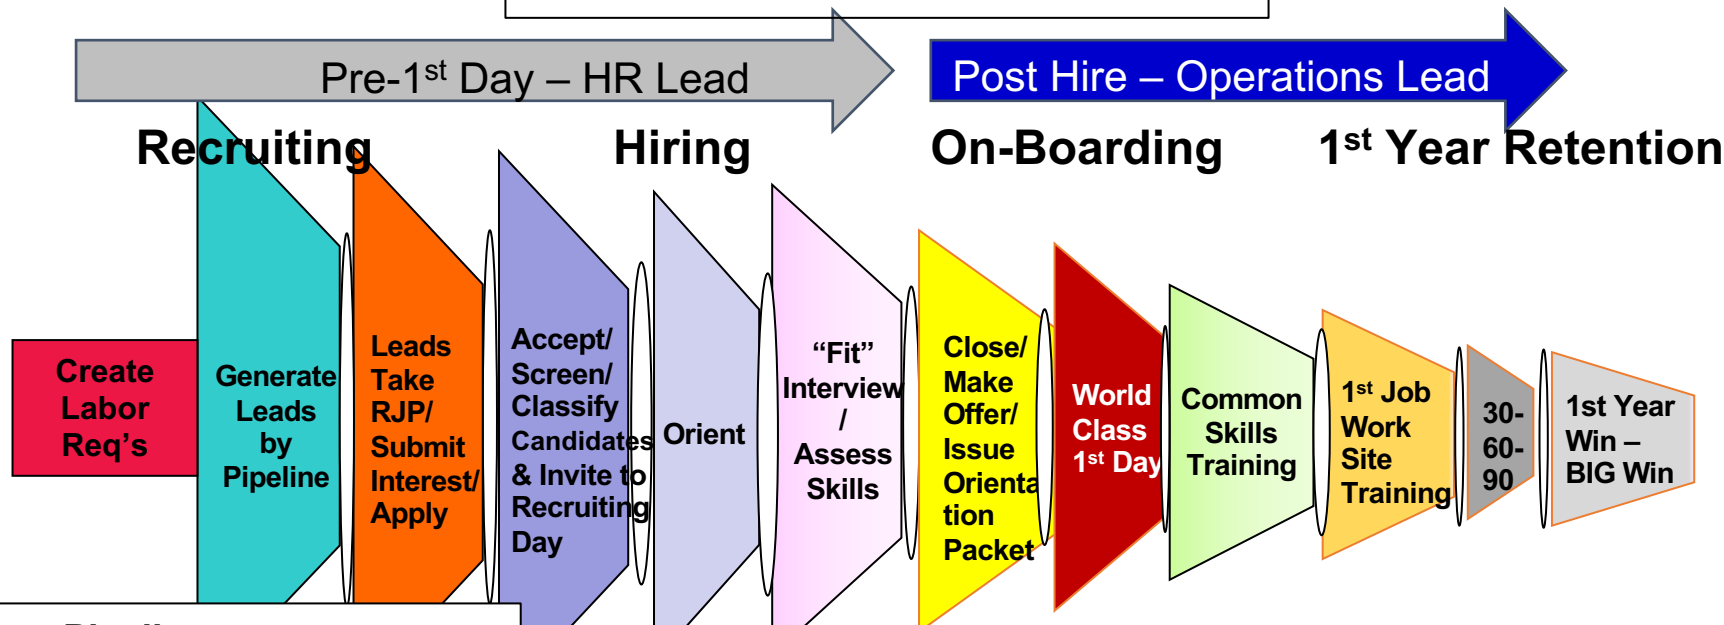 Pre-1st Day – HR Lead
Post Hire – Operations Lead
Recruiting
Hiring
On-Boarding
1st Year Retention
Create
Labor
Req’s
Generate
Leads
by
Pipeline
Leads
Take
RJP/
Submit
Interest/
Apply
Accept/
Screen/
Classify
Candidates
& Invite to
Recruiting
Day
Orient
“Fit”
Interview
/
Assess
Skills
Close/
Make
Offer/
Issue
Orienta
tion
Packet
World
Class
1st Day
Common
Skills
Training
1st Job
Work
Site
Training
30-
60-
90
1st Year
Win –
BIG Win